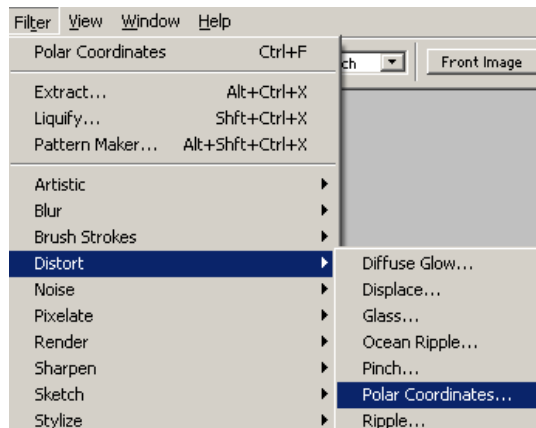 Filter View Window Help
Polar Coordinates Ctrl+F
ch Front Image
Extract... Alt+Ctrl+X
Liquify... Shft+Ctrl+X
Pattern Maker... Alt+Shft+Ctrl+X
Artistic
Blur
Brush Strokes
Distort
Noise
Pixelate
Render
Sharpen
Sketch
Stylize
Diffuse Glow...
Displace...
Glass...
Ocean Ripple...
Pinch...
Polar Coordinates...
Ripple...